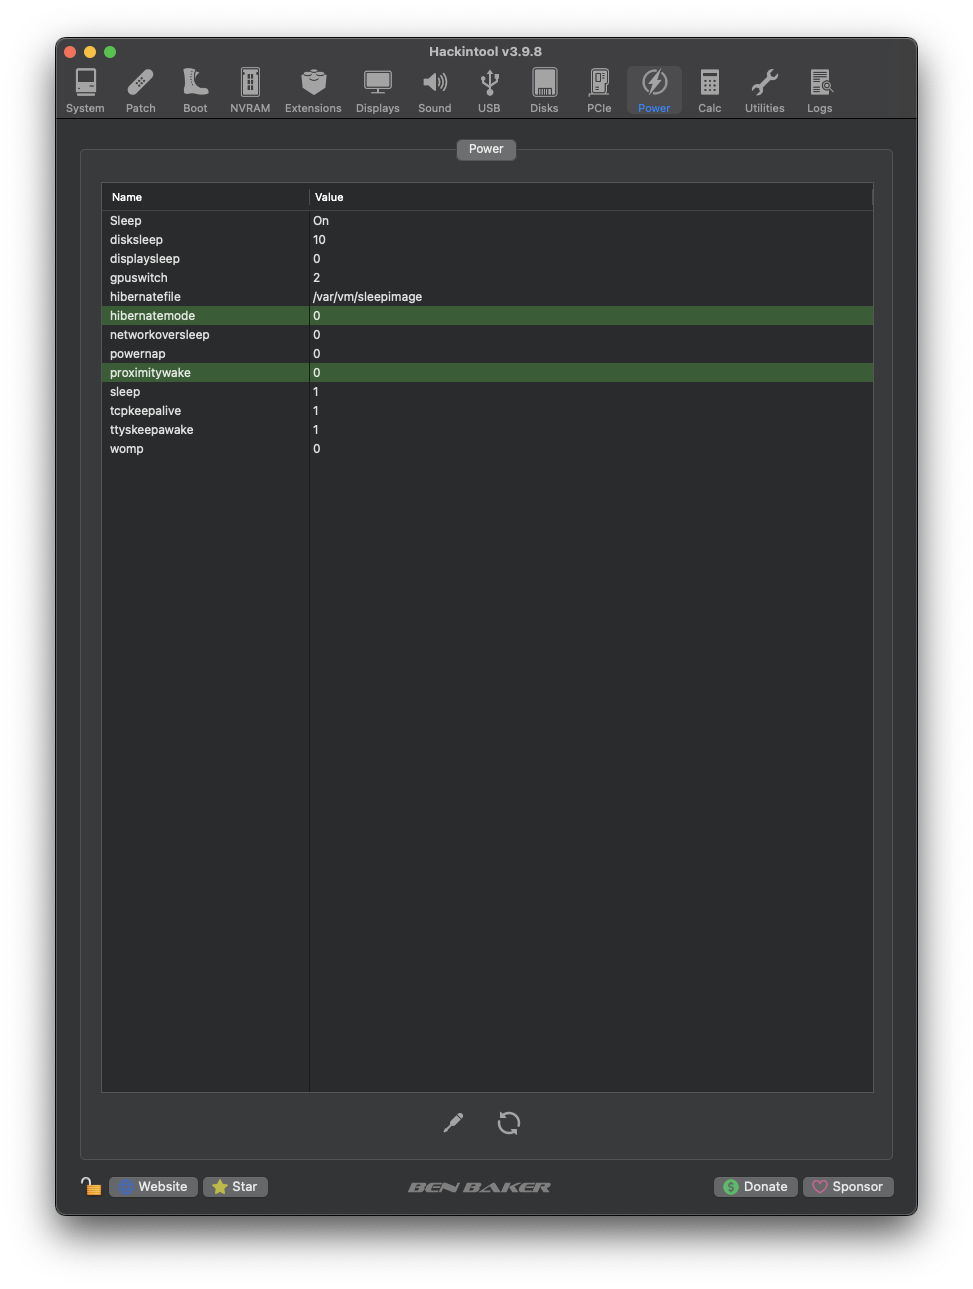 Hackintool v3.9.8
System Patch Boot NVRAM Extensions Displays Sound USB Disks PCIe Power Calc Utilities Logs
Power
Name Value
Sleep On
disksleep 10
displaysleep 0
gpuswitch 2
hibernatefile /var/vm/sleepimage
hibernatemode 0
networkoversleep 0
powernap 0
proximitywake 0
sleep 1
tcpkeepalive 1
ttyskeepawake 1
womp 0
Website Star BEN BAKER $ Donate Sponsor